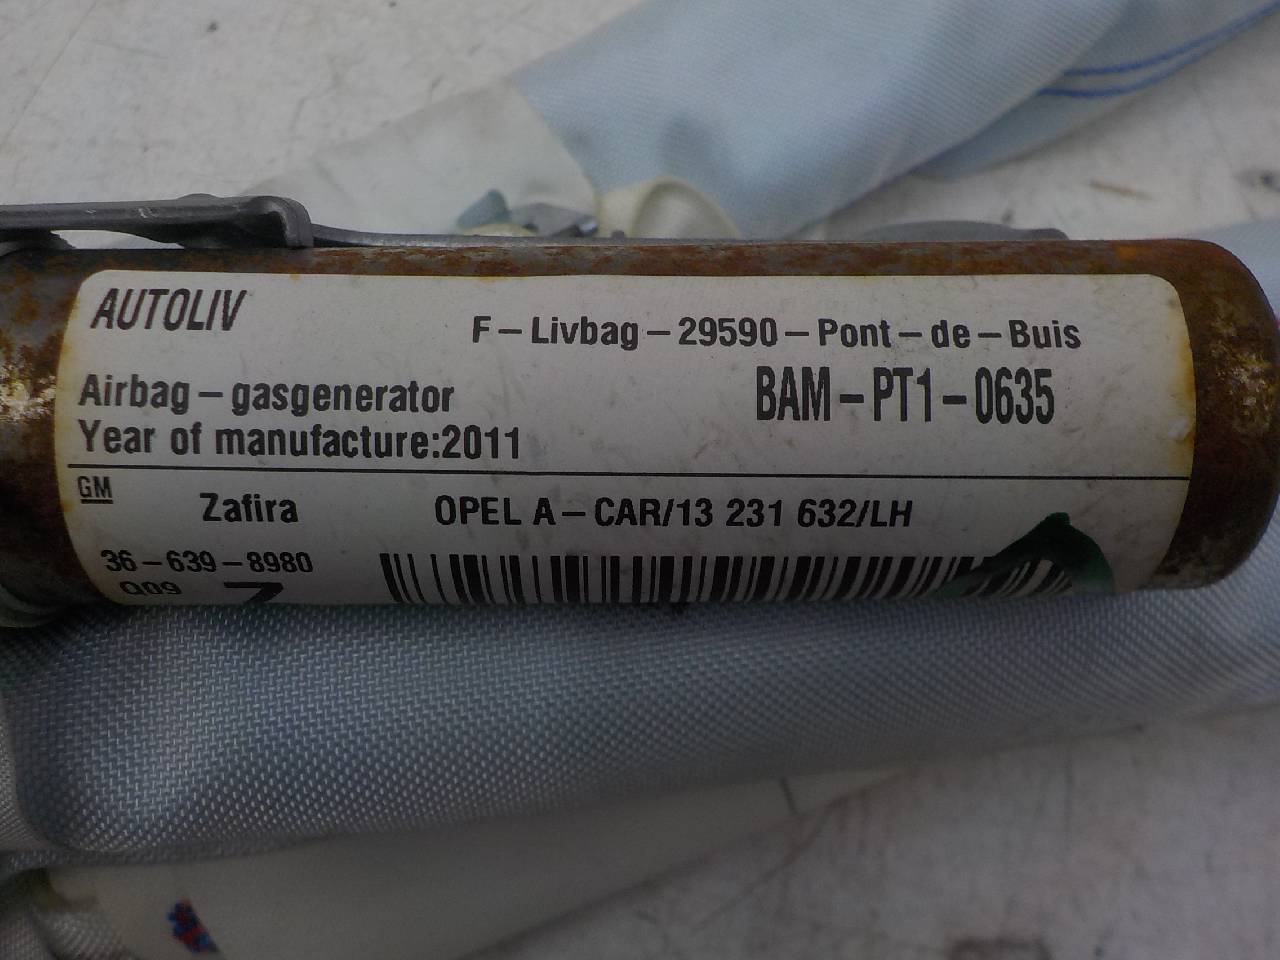 AUTOLIV
F-Livbag-29590-Pont-de-Buis
Airbag-gasgenerator
BAM-PT1-0635
Year of manufacture:2011
GM
Zafira
OPEL A-CAR/13 231 632/LH
36-639-8980
Q09